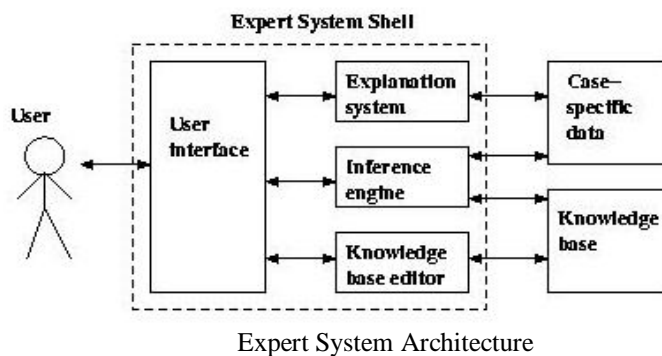 Expert System Shell
User
User
interface
Explanation
system
Inference
engine
Knowledge
base editor
Case-
specific
data
Knowledge
base
Expert System Architecture